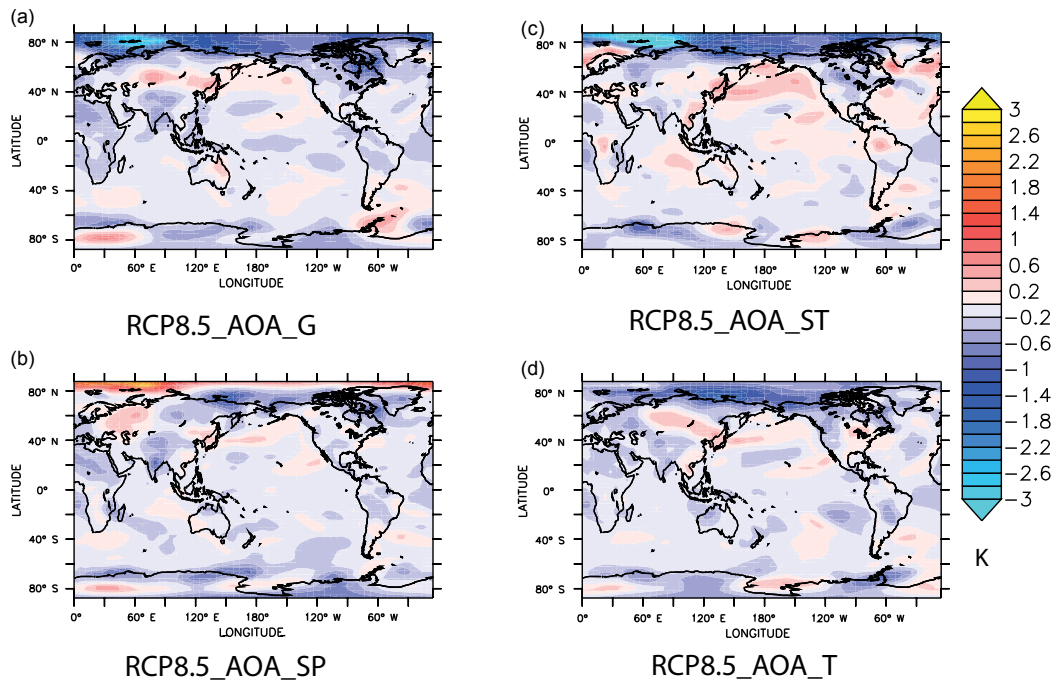 (a)
80° N
40° N
0°
40° S
80° S
LATITUDE
0° 60° E 120° E 180° 120° W 60° W
LONGITUDE
RCP8.5_AOA_G
(c)
80° N
40° N
0°
40° S
80° S
LATITUDE
0° 60° E 120° E 180° 120° W 60° W
LONGITUDE
RCP8.5_AOA_ST
(b)
80° N
40° N
0°
40° S
80° S
LATITUDE
0° 60° E 120° E 180° 120° W 60° W
LONGITUDE
RCP8.5_AOA_SP
(d)
80° N
40° N
0°
40° S
80° S
LATITUDE
0° 60° E 120° E 180° 120° W 60° W
LONGITUDE
RCP8.5_AOA_T
3
2.6
2.2
1.8
1.4
1
0.6
0.2
−0.2
−0.6
−1
−1.4
−1.8
−2.2
−2.6
−3
K